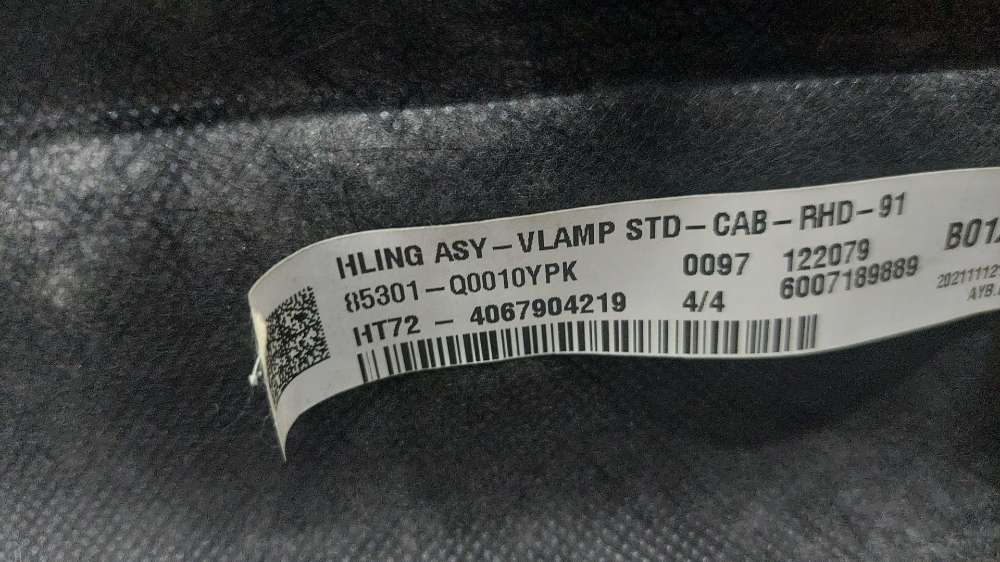 HLING ASY-VLAMP STD-CAB-RHD-91
85301-Q0010YPK 0097 122079
HT72 - 4067904219 4/4 6007189889